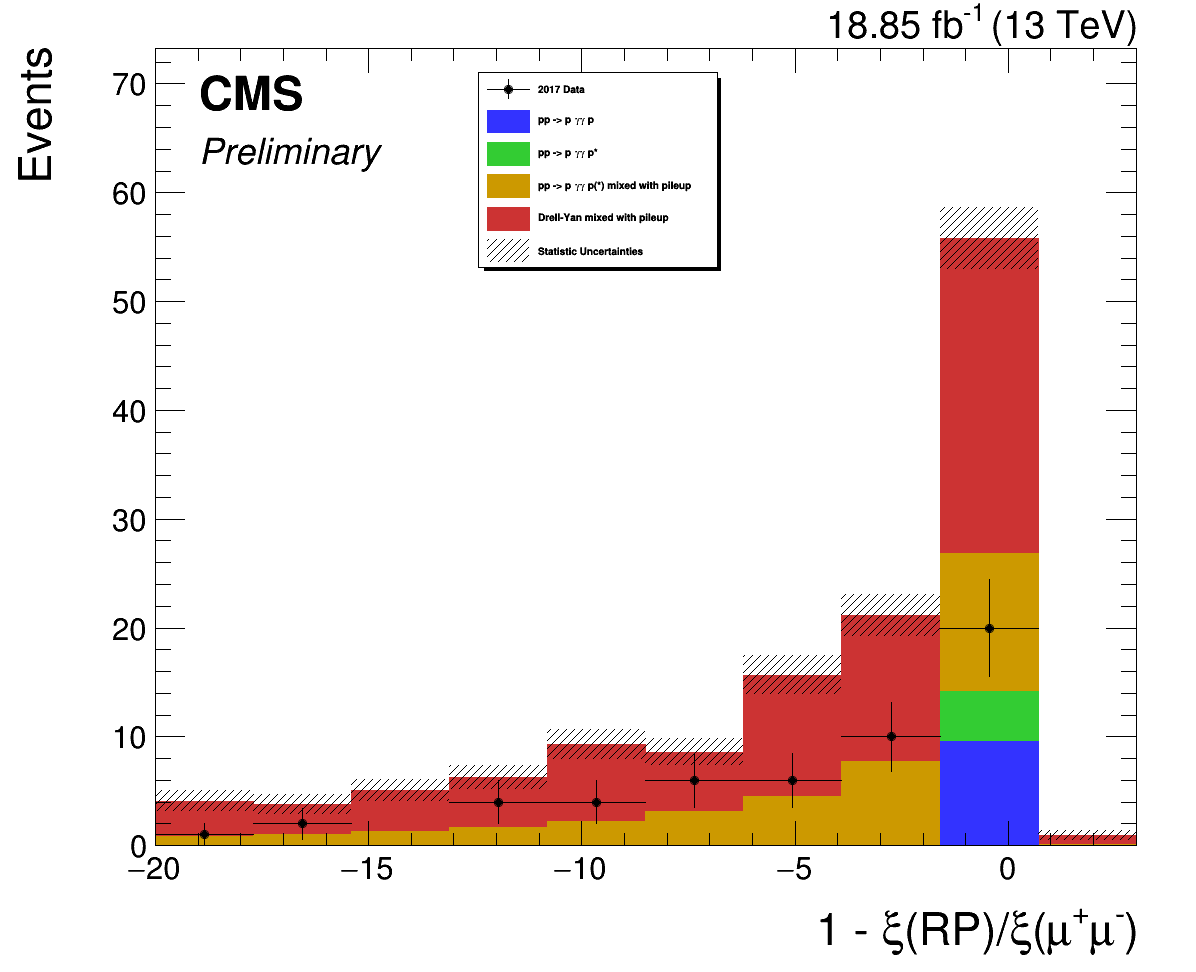 18.85 fb⁻¹ (13 TeV)
Events
CMS
Preliminary
2017 Data
pp -> p γγ p
pp -> p γγ p*
pp -> p γγ p(*) mixed with pileup
Drell-Yan mixed with pileup
Statistic Uncertainties
70
60
50
40
30
20
10
0
−20 −15 −10 −5 0
1 - ξ(RP)/ξ(μ⁺μ⁻)